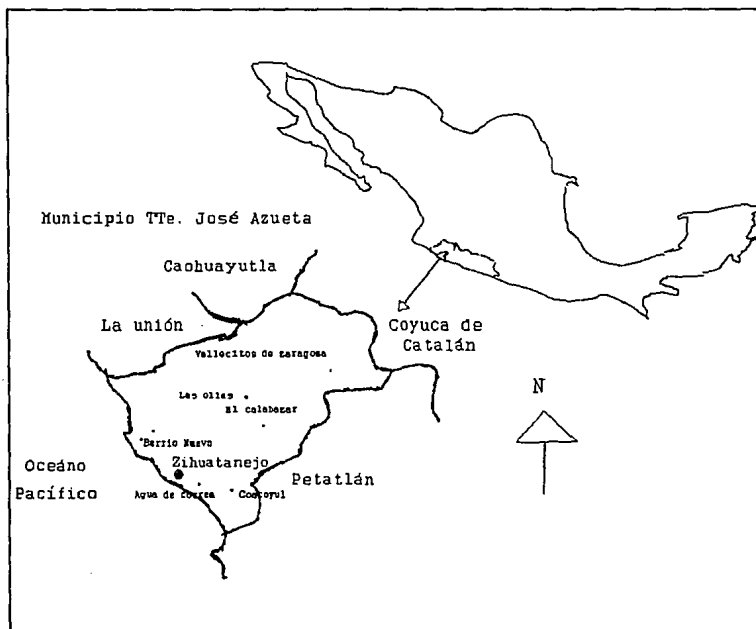 Municipio TTe. José Azueta
Caohuayutla
La unión
Coyuca de
Catalán
Vallecitos de zaragosa
Las ollas
El calabazar
N
Barrio Nuevo
Zihuatanejo
Oceáno
Pacífico
Petatlán
Agua de correa
Coacoyul